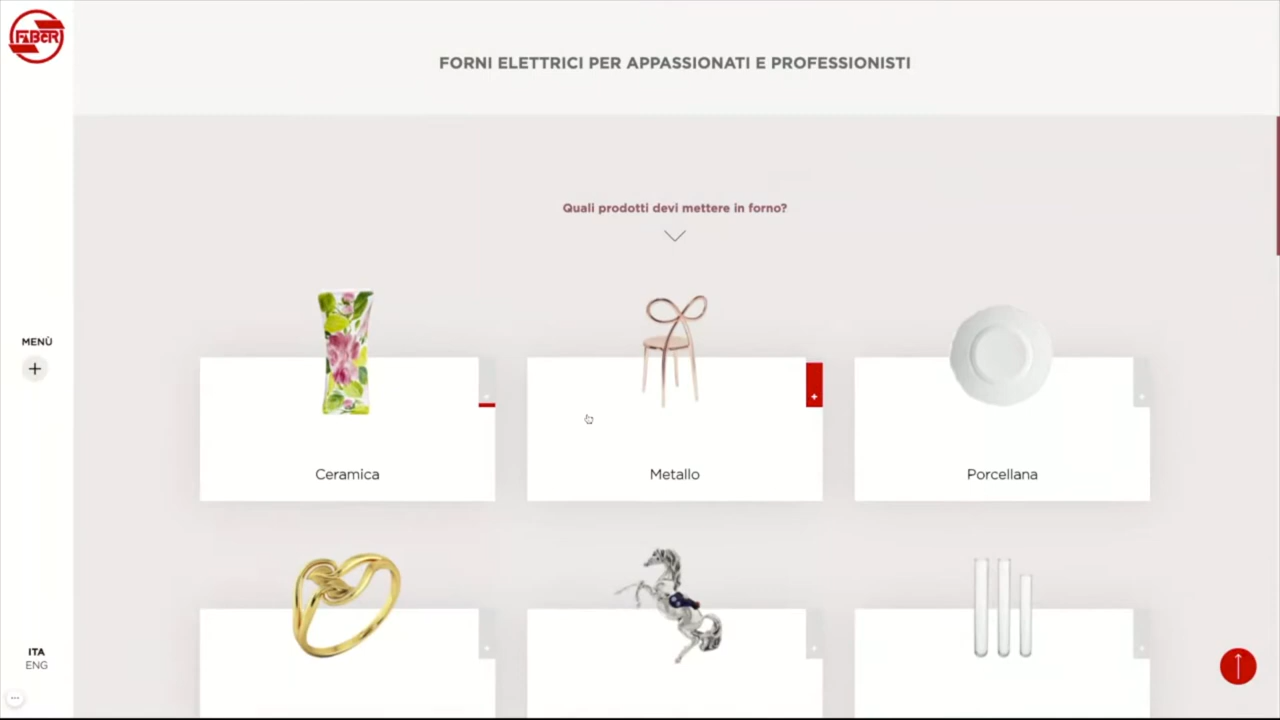 FABER
FORNI ELETTRICI PER APPASSIONATI E PROFESSIONISTI
Quali prodotti devi mettere in forno?
MENÙ
+
Ceramica
Metallo
Porcellana
ITA
ENG